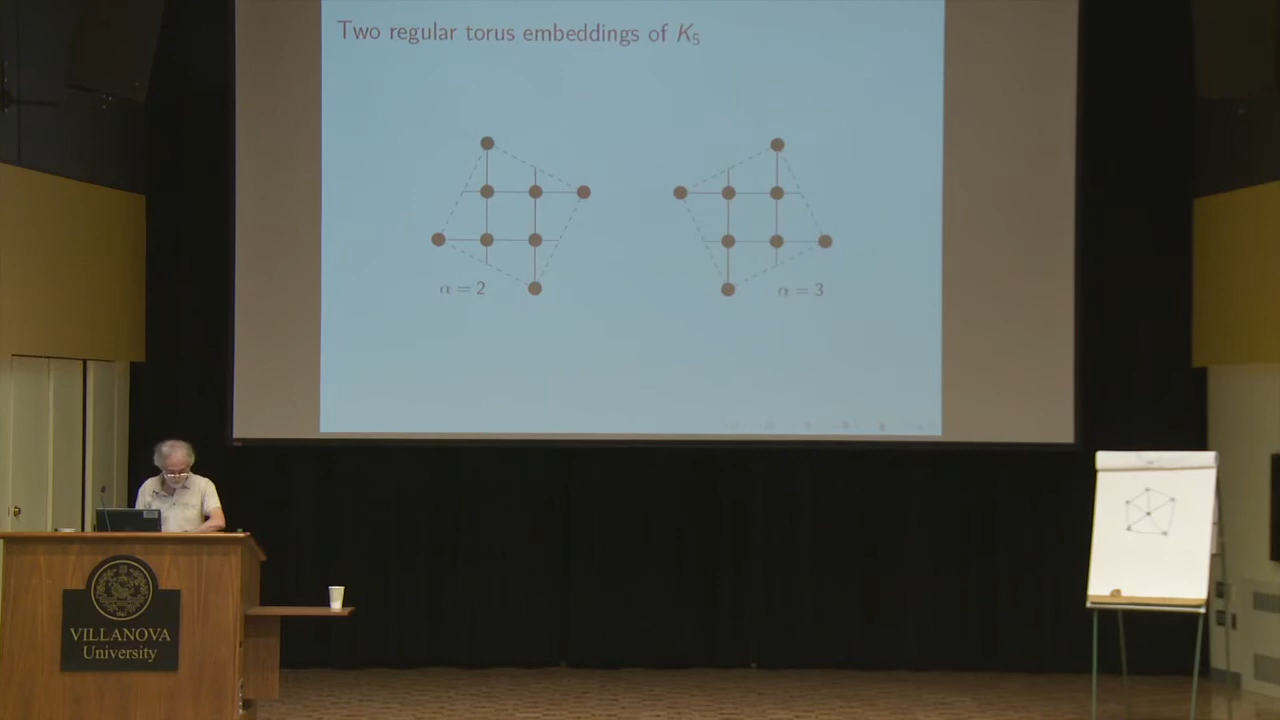 Two regular torus embeddings of K₅
α = 2
α = 3
VILLANOVA
University